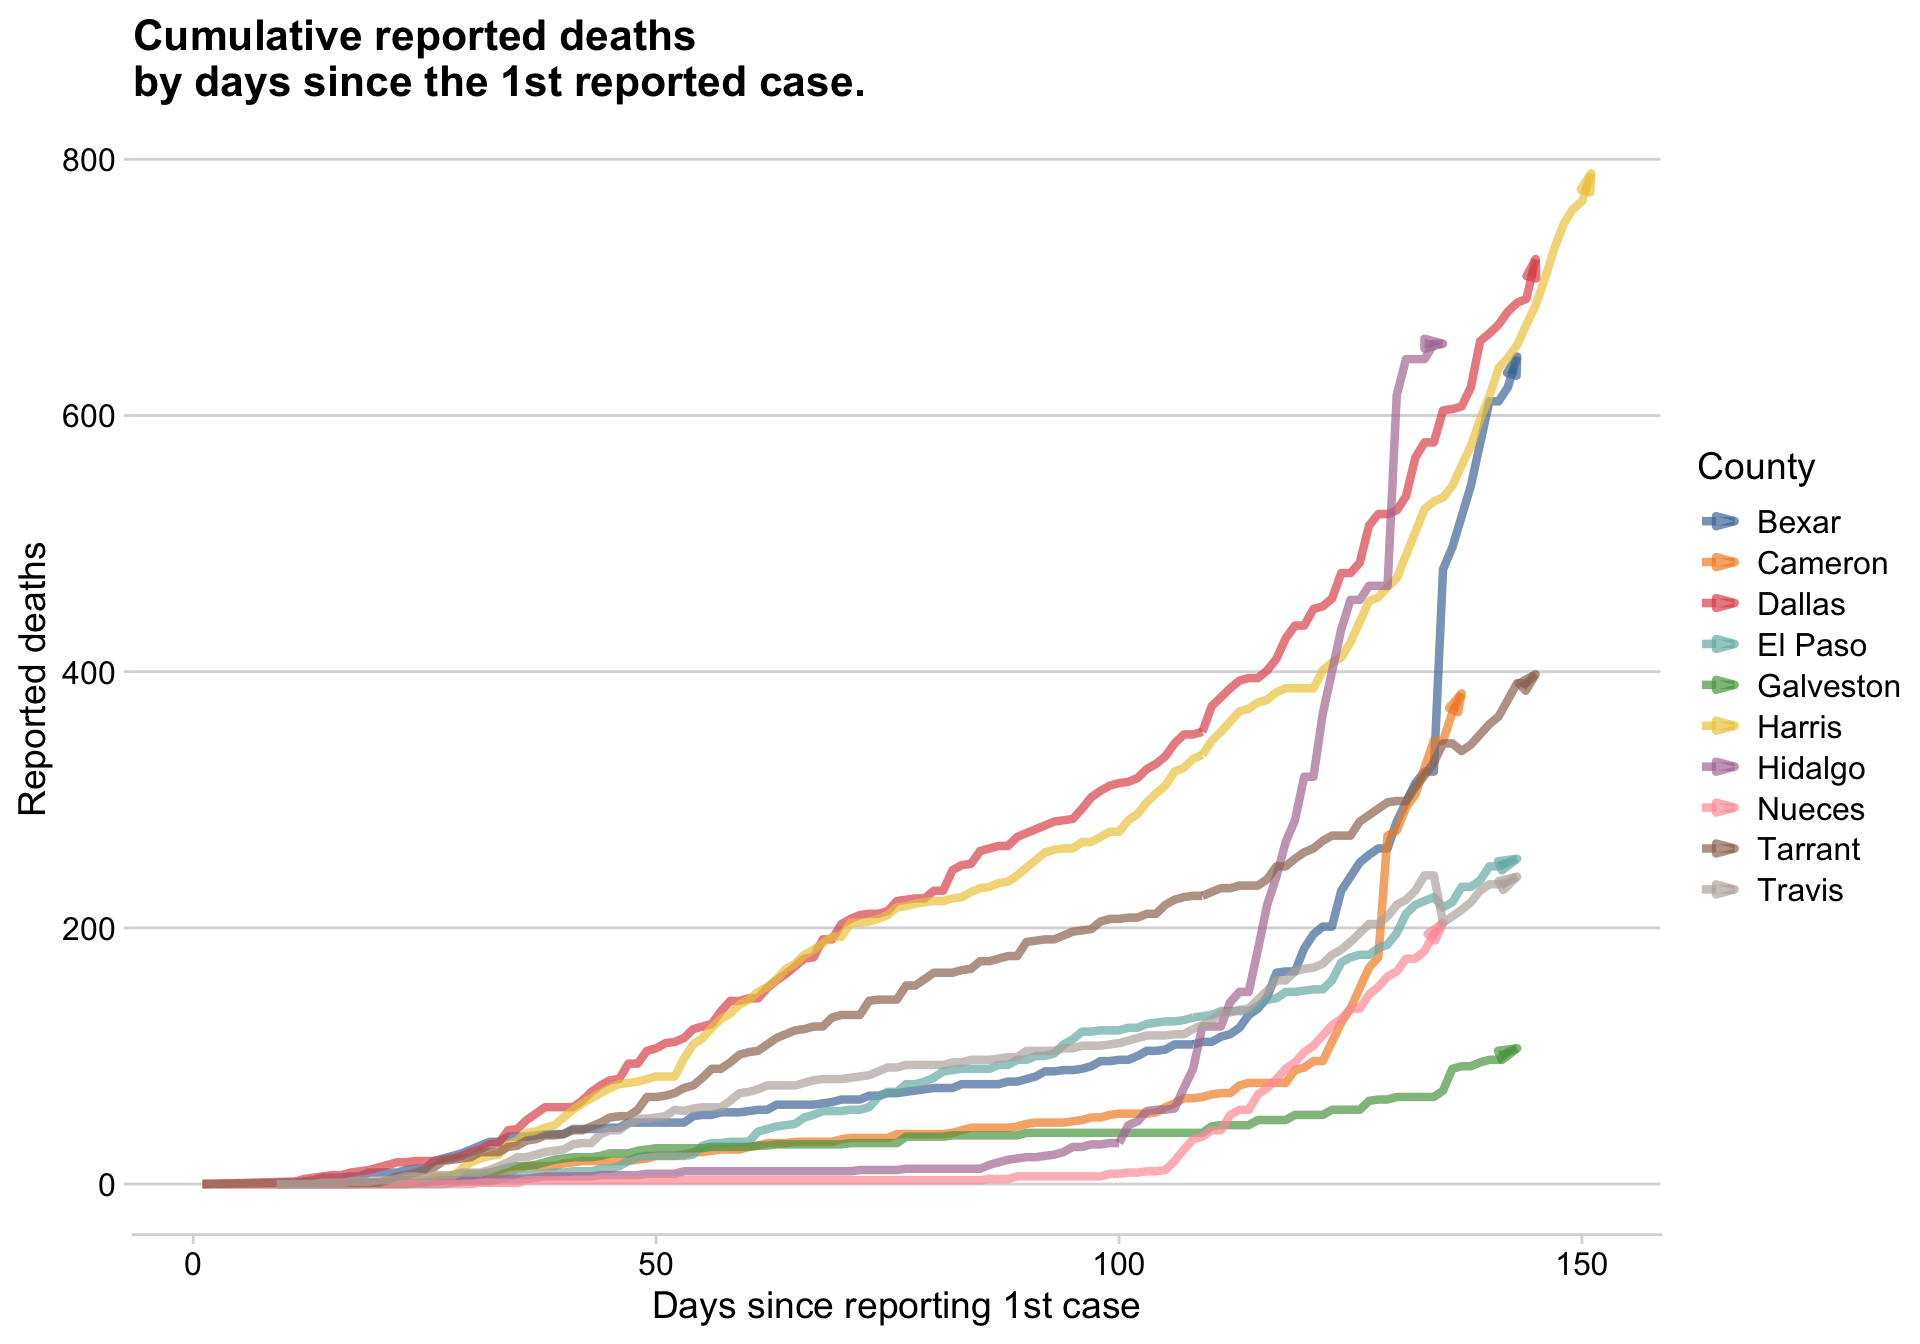 Cumulative reported deaths
by days since the 1st reported case.
Reported deaths
800
600
400
200
0
0
50
100
150
Days since reporting 1st case
County
Bexar
Cameron
Dallas
El Paso
Galveston
Harris
Hidalgo
Nueces
Tarrant
Travis